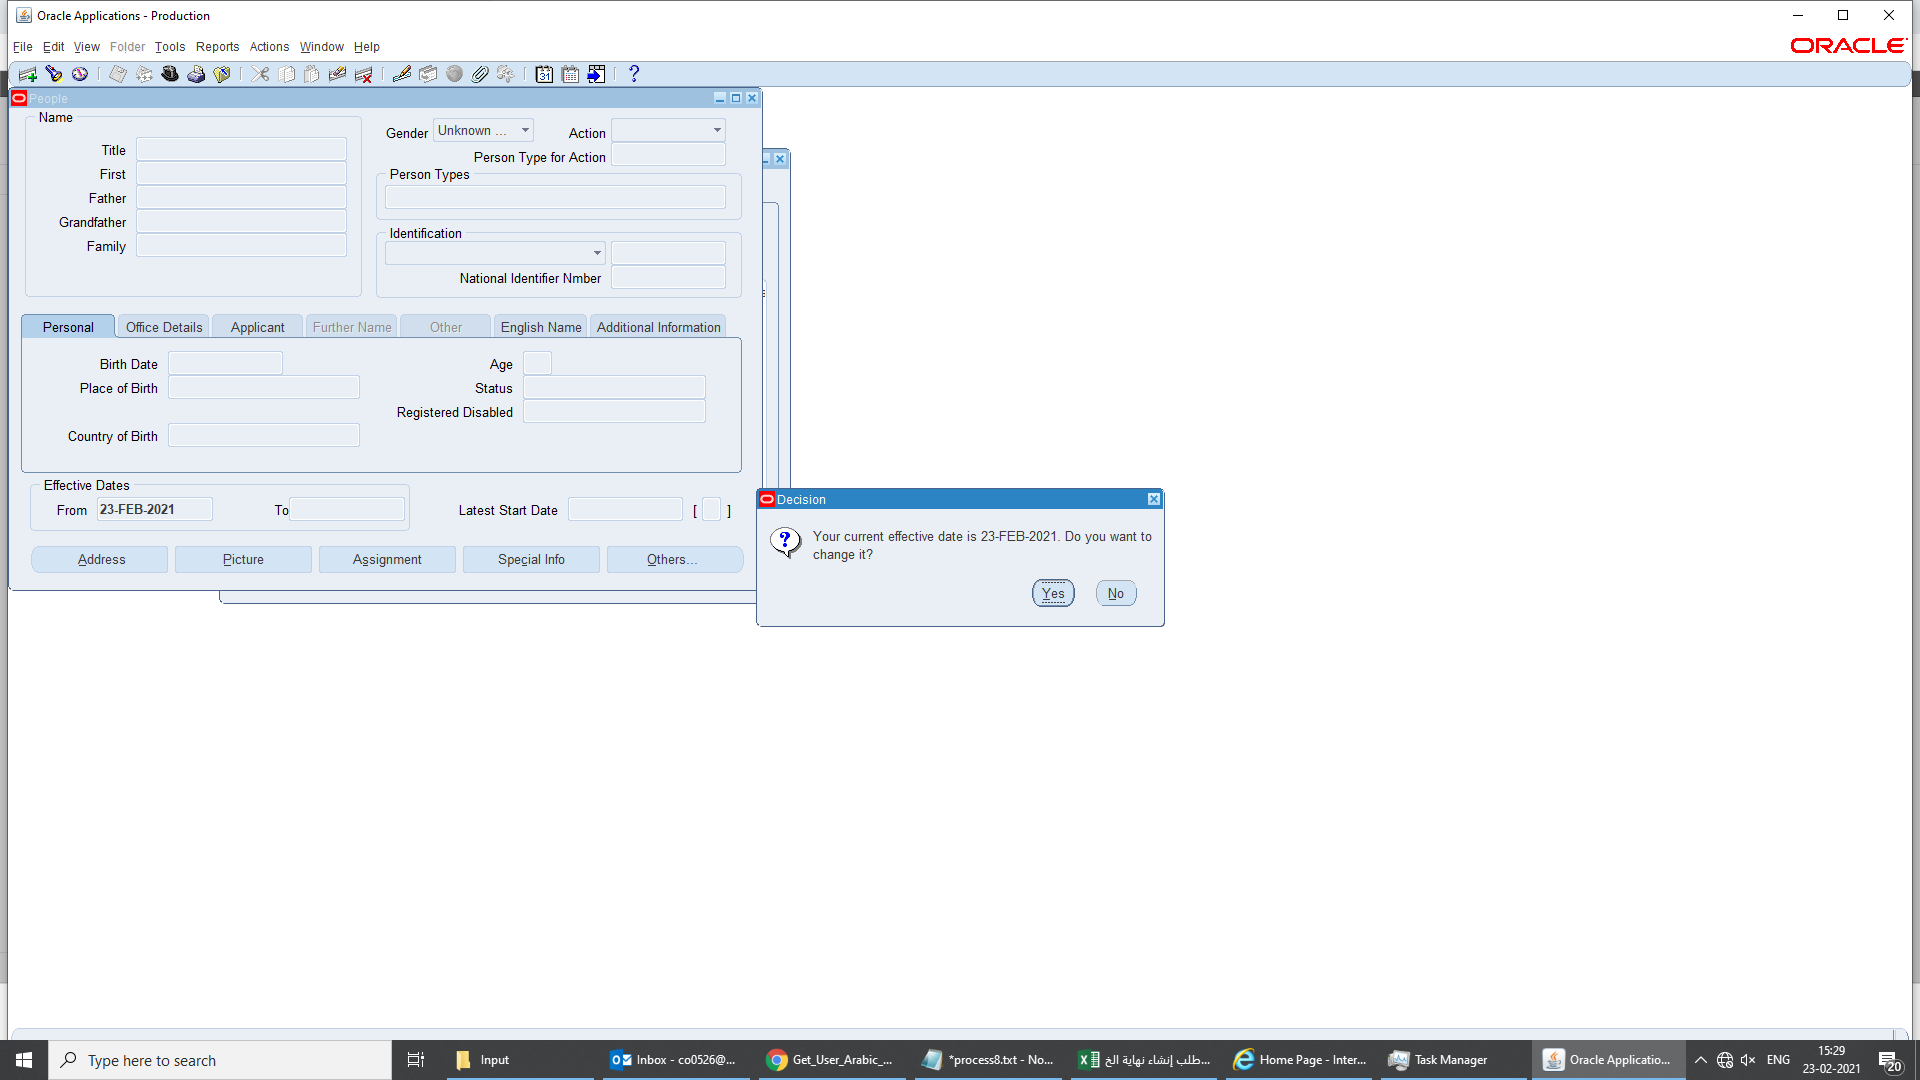 Oracle Applications - Production
File Edit View Folder Tools Reports Actions Window Help
ORACLE
31
People
Name
Title
First
Father
Grandfather
Family
Gender Unknown ... Action
Person Type for Action
Person Types
Identification
National Identifier Nmber
Personal Office Details Applicant Further Name Other English Name Additional Information
Birth Date
Place of Birth
Country of Birth
Age
Status
Registered Disabled
Effective Dates
From 23-FEB-2021 To
Latest Start Date [ ]
Address Picture Assignment Special Info Others...
Decision
Your current effective date is 23-FEB-2021. Do you want to
change it?
Yes No
Type here to search
Input
Inbox - co0526@...
Get_User_Arabic_...
*process8.txt - No...
طلب إنشاء نهاية الخ...
Home Page - Inter...
Task Manager
Oracle Applicatio...
ENG
15:29
23-02-2021
20